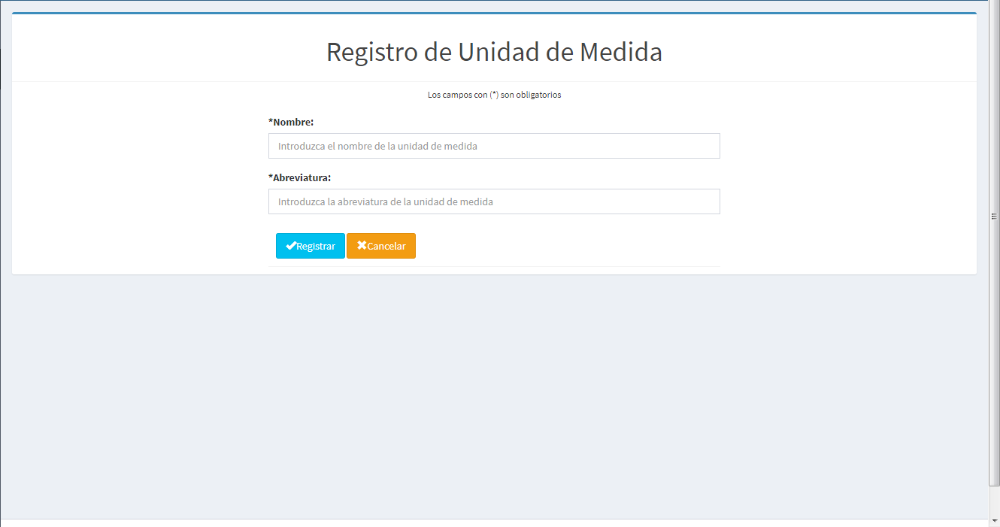 Registro de Unidad de Medida
Los campos con (*) son obligatorios
*Nombre:
Introduzca el nombre de la unidad de medida
*Abreviatura:
Introduzca la abreviatura de la unidad de medida
Registrar Cancelar